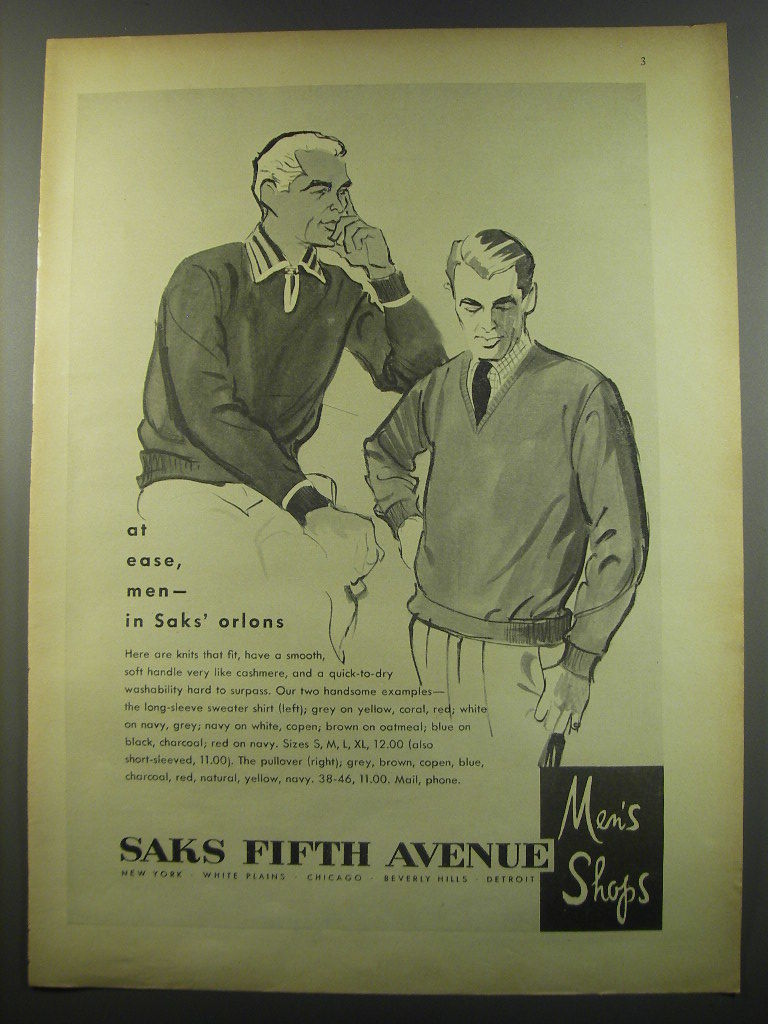 3
at
ease,
men—
in Saks' orlons
Here are knits that fit, have a smooth,
soft handle very like cashmere, and a quick-to-dry
washability hard to surpass. Our two handsome examples—
the long-sleeve sweater shirt (left); grey on yellow, coral, red; white
on navy, grey; navy on white, copen; brown on oatmeal; blue on
black, charcoal; red on navy. Sizes S, M, L, XL, 12.00 (also
short-sleeved, 11.00). The pullover (right); grey, brown, copen, blue,
charcoal, red, natural, yellow, navy. 38-46, 11.00. Mail, phone.
SAKS FIFTH AVENUE
NEW YORK · WHITE PLAINS · CHICAGO · BEVERLY HILLS · DETROIT
Men's
Shops